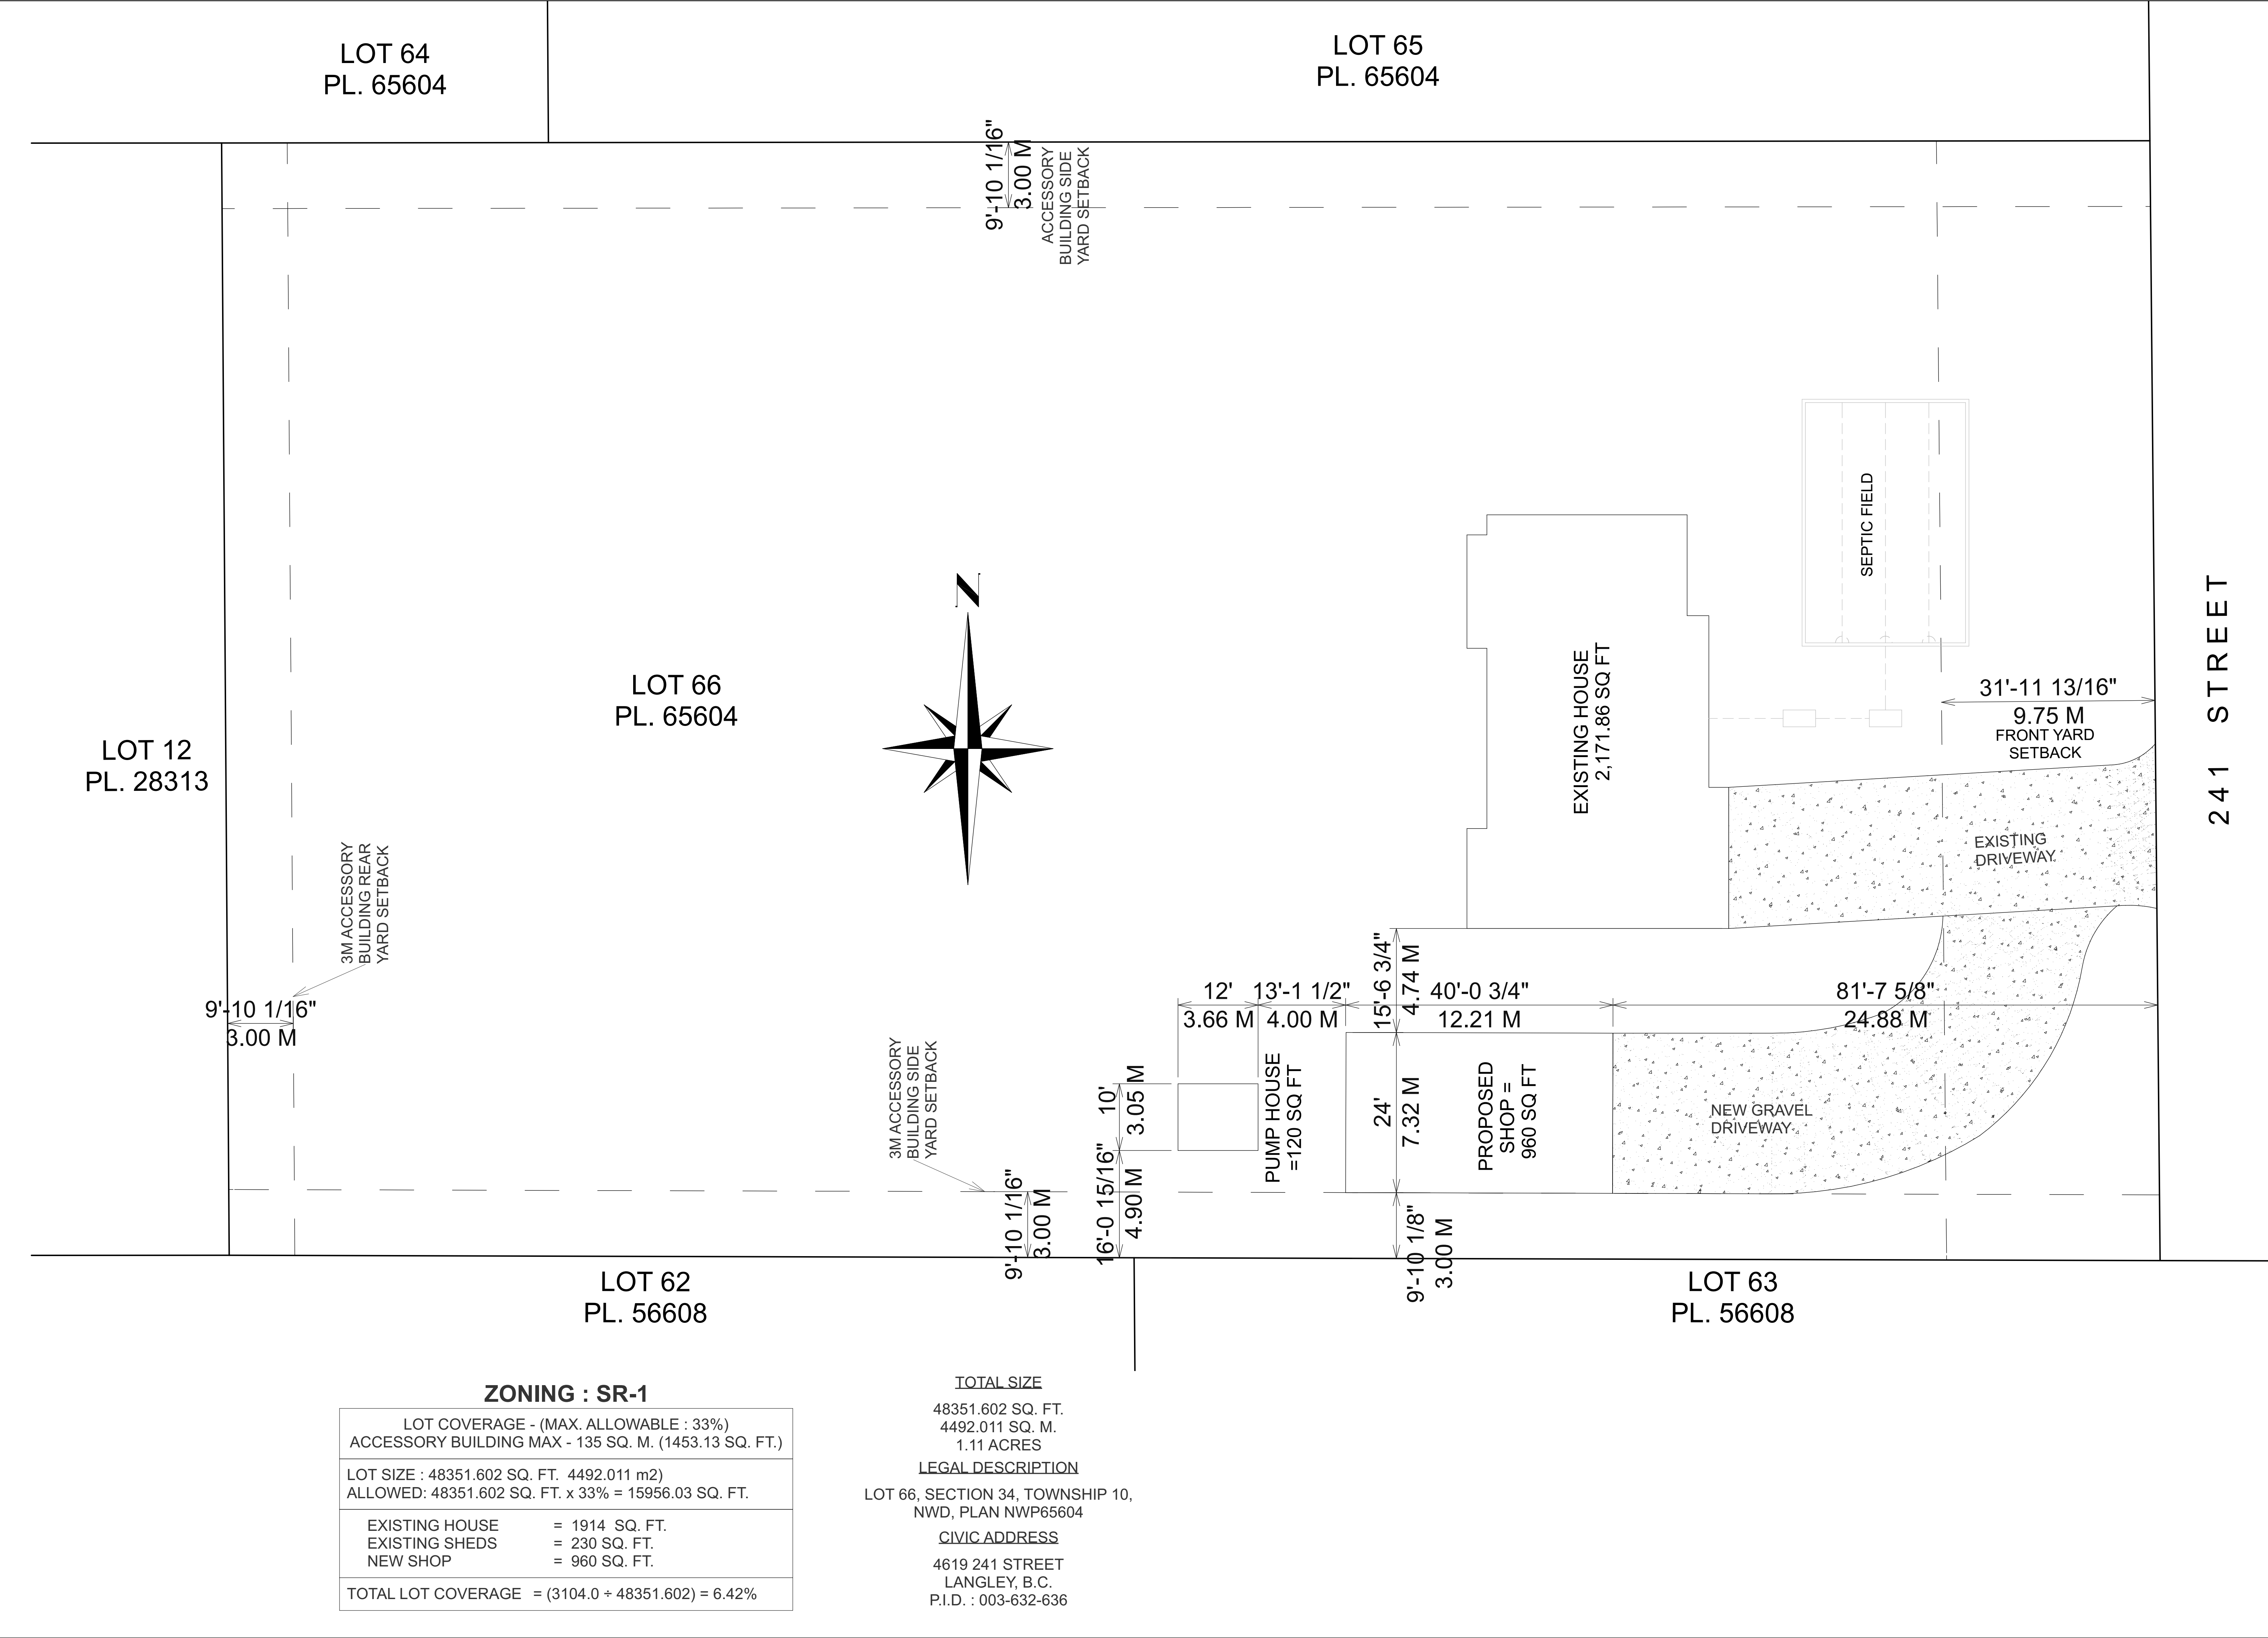 LOT 64
PL. 65604
LOT 65
PL. 65604
9'-10 1/16"
3.00 M
ACCESSORY
BUILDING SIDE
YARD SETBACK
N
LOT 66
PL. 65604
LOT 12
PL. 28313
EXISTING HOUSE
2,171.86 SQ FT
SEPTIC FIELD
31'-11 13/16"
9.75 M
FRONT YARD
SETBACK
241 STREET
EXISTING
DRIVEWAY
3M ACCESSORY
BUILDING REAR
YARD SETBACK
9'-10 1/16"
3.00 M
15'-6 3/4"
4.74 M
12'
3.66 M
13'-1 1/2"
4.00 M
40'-0 3/4"
12.21 M
81'-7 5/8"
24.88 M
3M ACCESSORY
BUILDING SIDE
YARD SETBACK
10'
3.05 M
PUMP HOUSE
=120 SQ FT
24'
7.32 M
PROPOSED
SHOP =
960 SQ FT
NEW GRAVEL
DRIVEWAY
9'-10 1/16"
3.00 M
16'-0 15/16"
4.90 M
9'-10 1/8"
3.00 M
LOT 62
PL. 56608
LOT 63
PL. 56608
ZONING : SR-1
LOT COVERAGE - (MAX. ALLOWABLE : 33%)
ACCESSORY BUILDING MAX - 135 SQ. M. (1453.13 SQ. FT.)
LOT SIZE : 48351.602 SQ. FT. 4492.011 m2)
ALLOWED: 48351.602 SQ. FT. x 33% = 15956.03 SQ. FT.
EXISTING HOUSE = 1914 SQ. FT.
EXISTING SHEDS = 230 SQ. FT.
NEW SHOP = 960 SQ. FT.
TOTAL LOT COVERAGE = (3104.0 ÷ 48351.602) = 6.42%
TOTAL SIZE
48351.602 SQ. FT.
4492.011 SQ. M.
1.11 ACRES
LEGAL DESCRIPTION
LOT 66, SECTION 34, TOWNSHIP 10,
NWD, PLAN NWP65604
CIVIC ADDRESS
4619 241 STREET
LANGLEY, B.C.
P.I.D. : 003-632-636